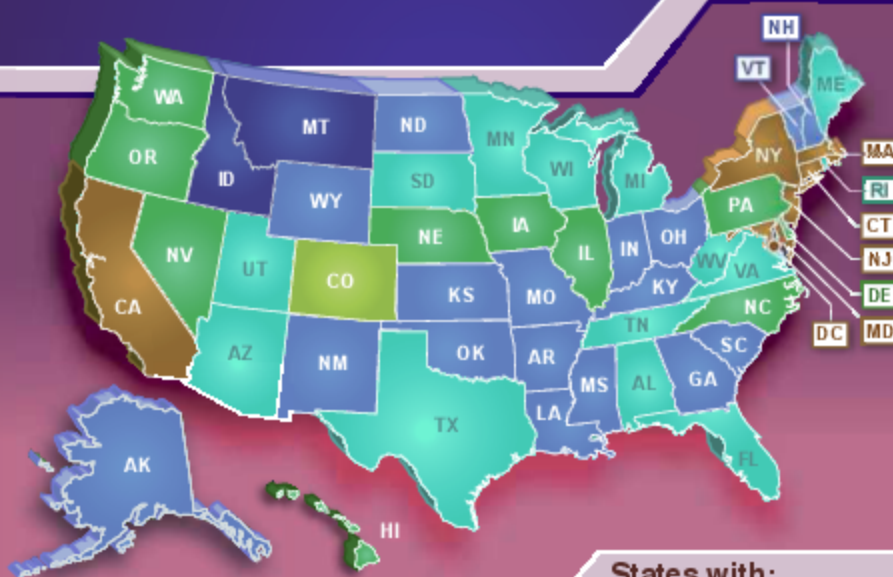 NH
VT
ME
WA
MT
ND
MN
OR
ID
SD
WI
MI
NY
MA
WY
RI
NE
IA
PA
CT
NV
UT
CO
IL
IN
OH
WV
VA
NJ
KS
MO
KY
DE
CA
NC
MD
DC
AZ
NM
OK
AR
TN
SC
MS
AL
GA
TX
LA
FL
AK
HI
States with: